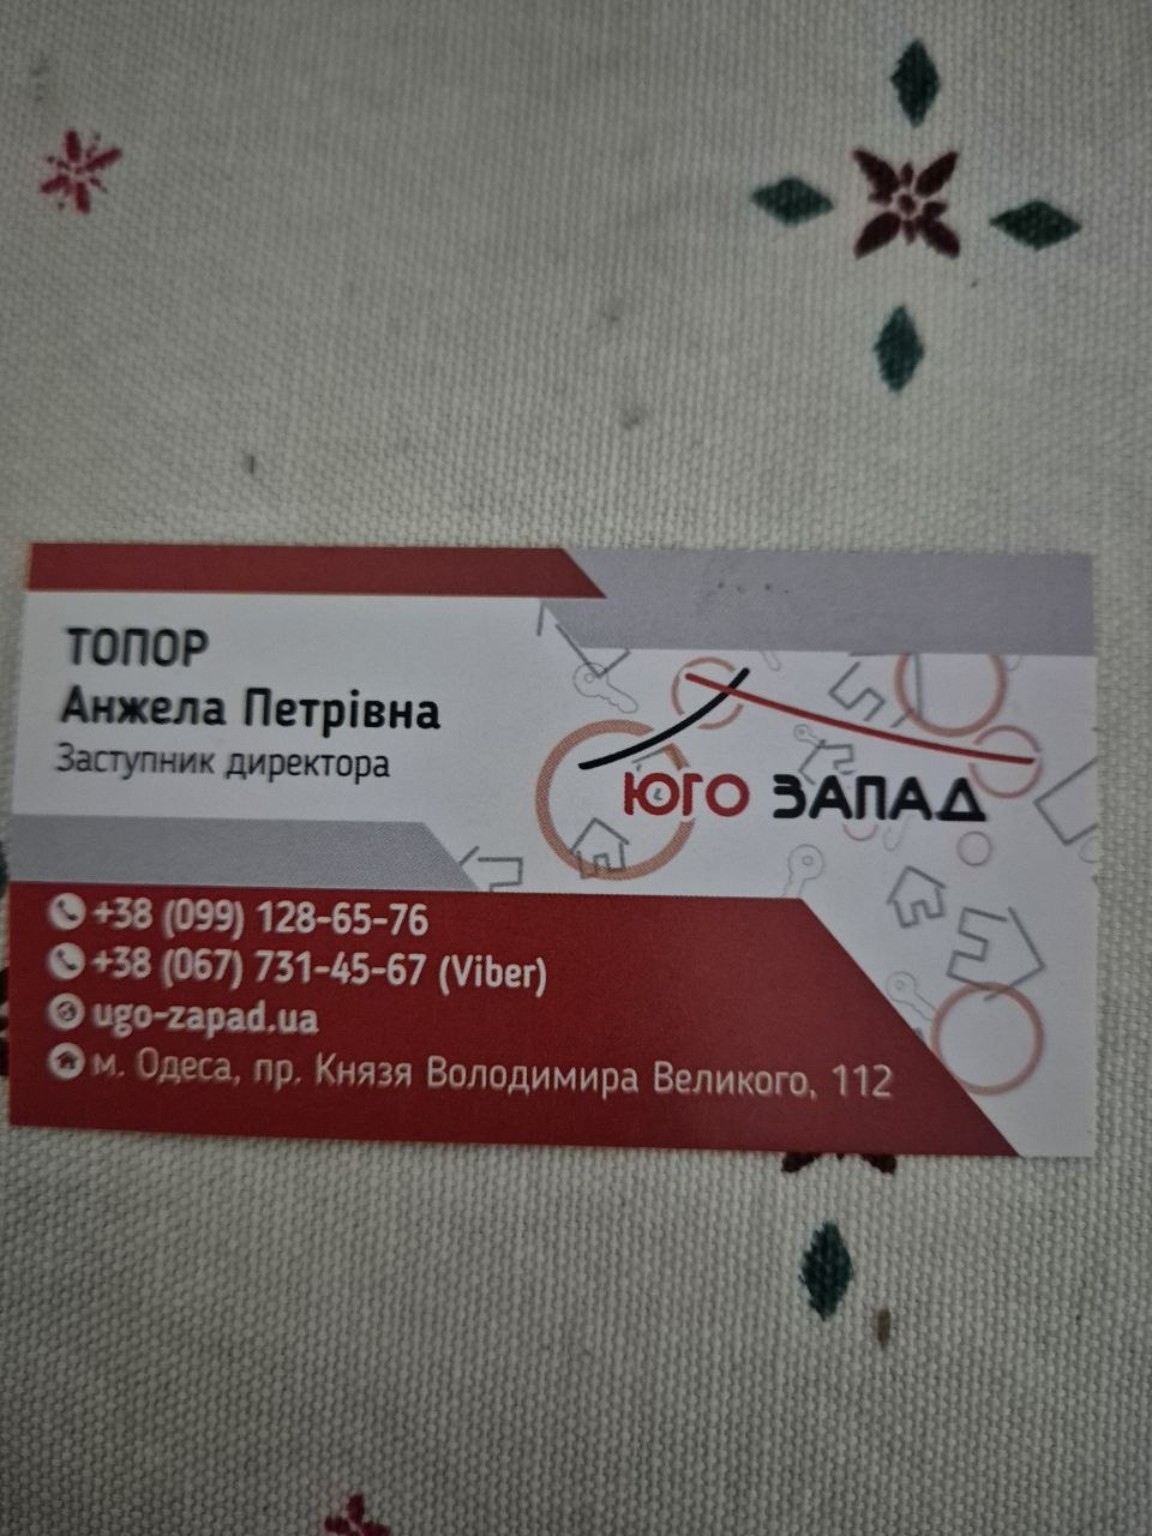 ТОПОР
Анжела Петрівна
Заступник директора
ЮГО ЗАПАД
+38 (099) 128-65-76
+38 (067) 731-45-67 (Viber)
ugo-zapad.ua
м. Одеса, пр. Князя Володимира Великого, 112